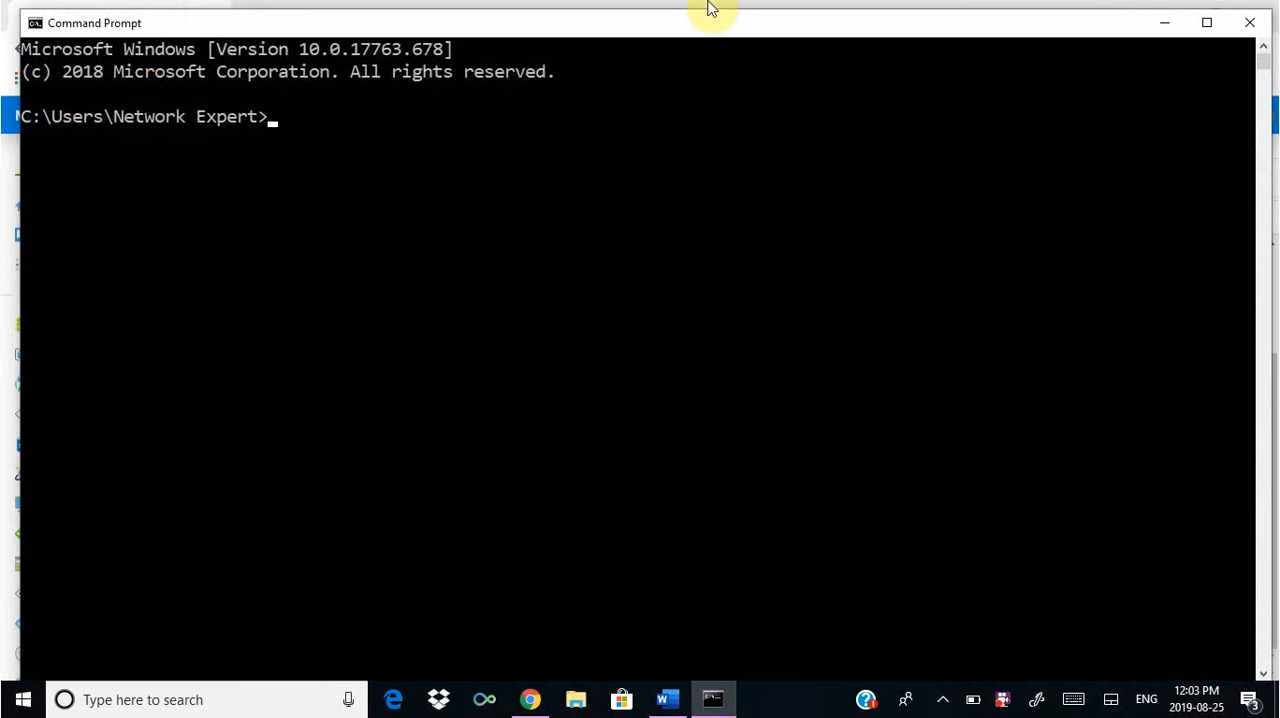 Command Prompt
Microsoft Windows [Version 10.0.17763.678]
(c) 2018 Microsoft Corporation. All rights reserved.
C:\Users\Network Expert>
Type here to search
ENG
12:03 PM
2019-08-25
3